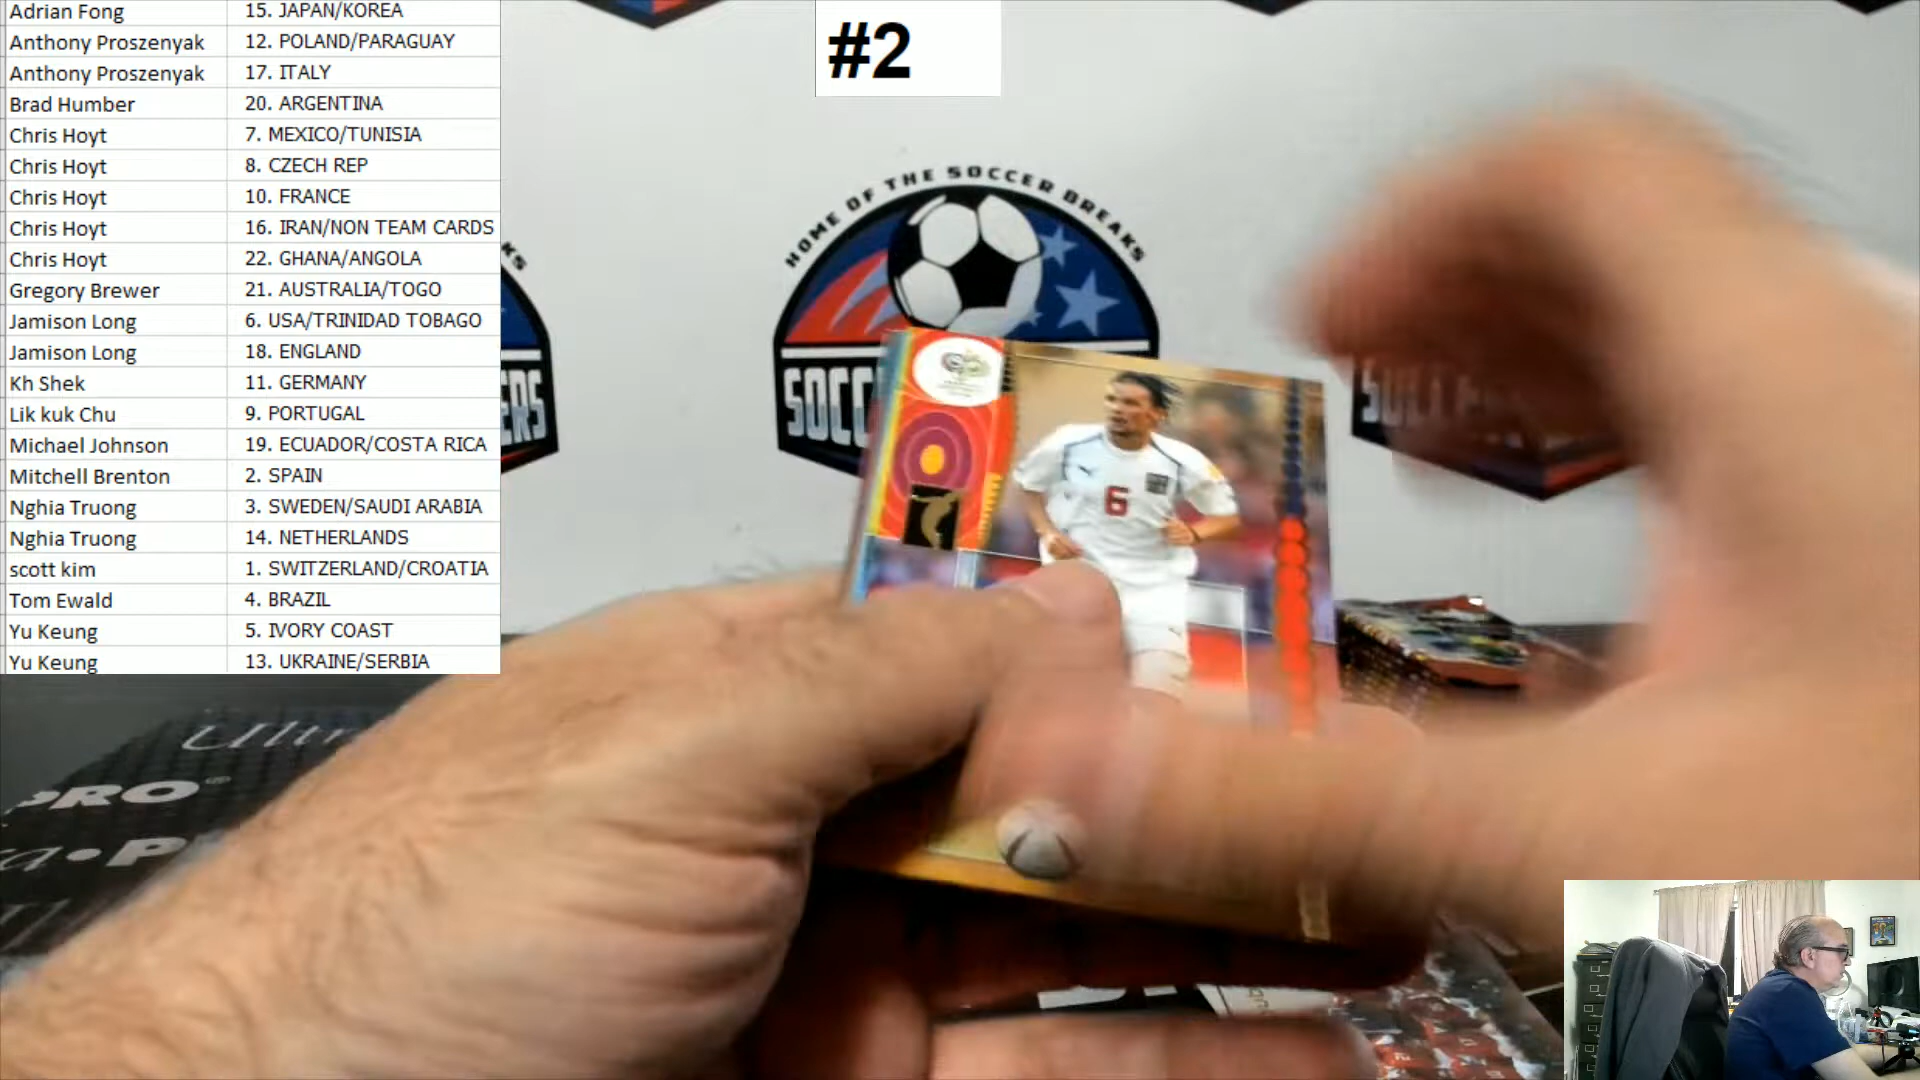 Adrian Fong 15. JAPAN/KOREA
Anthony Proszenyak 12. POLAND/PARAGUAY
Anthony Proszenyak 17. ITALY
Brad Humber 20. ARGENTINA
Chris Hoyt 7. MEXICO/TUNISIA
Chris Hoyt 8. CZECH REP
Chris Hoyt 10. FRANCE
Chris Hoyt 16. IRAN/NON TEAM CARDS
Chris Hoyt 22. GHANA/ANGOLA
Gregory Brewer 21. AUSTRALIA/TOGO
Jamison Long 6. USA/TRINIDAD TOBAGO
Jamison Long 18. ENGLAND
Kh Shek 11. GERMANY
Lik kuk Chu 9. PORTUGAL
Michael Johnson 19. ECUADOR/COSTA RICA
Mitchell Brenton 2. SPAIN
Nghia Truong 3. SWEDEN/SAUDI ARABIA
Nghia Truong 14. NETHERLANDS
scott kim 1. SWITZERLAND/CROATIA
Tom Ewald 4. BRAZIL
Yu Keung 5. IVORY COAST
Yu Keung 13. UKRAINE/SERBIA
#2
HOME OF THE SOCCER BREAKS
KS
SOCC
ERS
6
Ultr
PRO
a•P